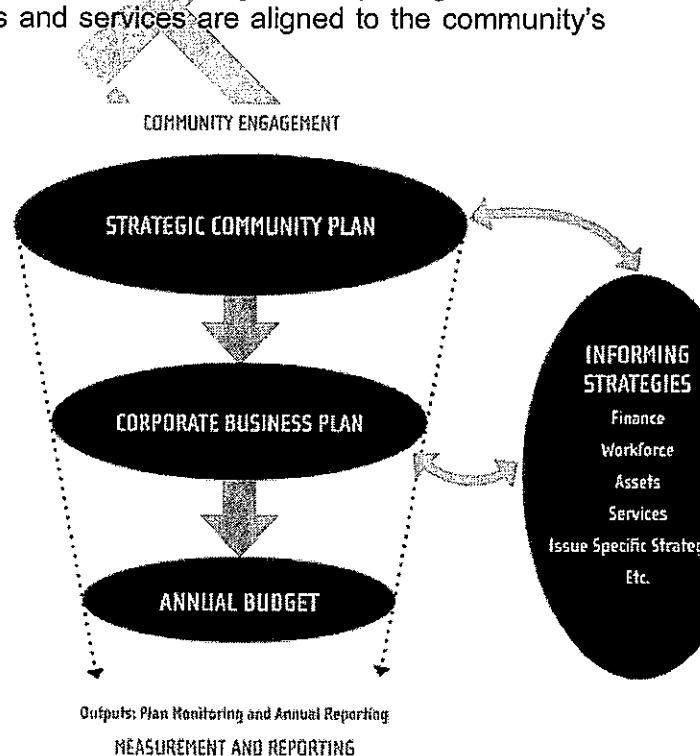 s and services are aligned to the community's
COMMUNITY ENGAGEMENT
STRATEGIC COMMUNITY PLAN
CORPORATE BUSINESS PLAN
ANNUAL BUDGET
INFORMING
STRATEGIES
Finance
Workforce
Assets
Services
Issue Specific
Etc.
Outputs: Plan Monitoring and Annual Reporting
MEASUREMENT AND REPORTING